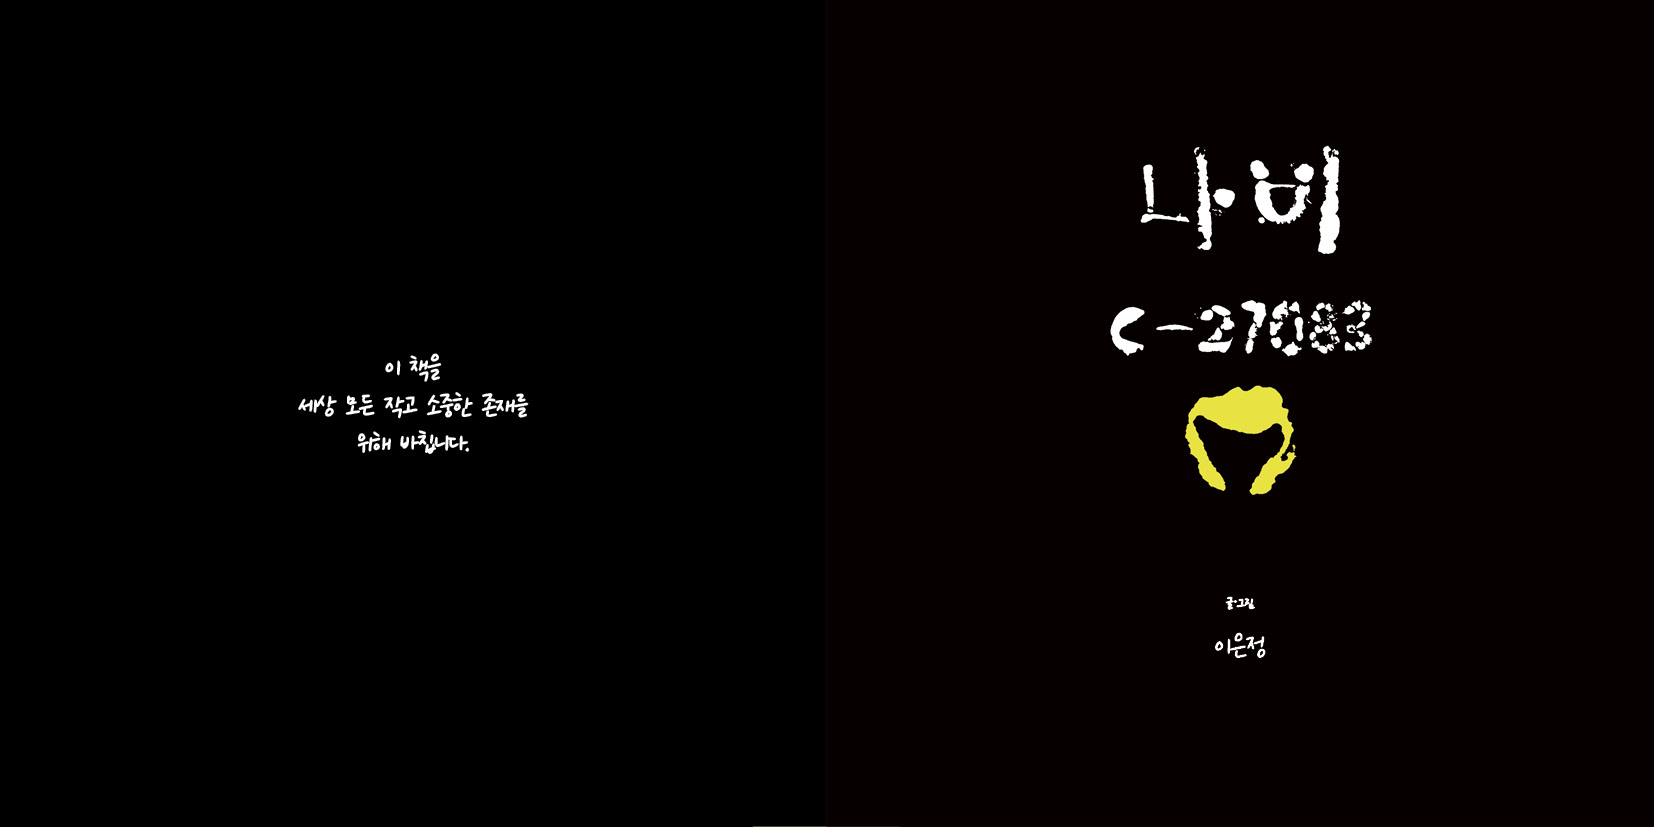 이 책을
세상 모든 작고 소중한 존재를
위해 바칩니다.
나비
C-27083
글·그림
이은정